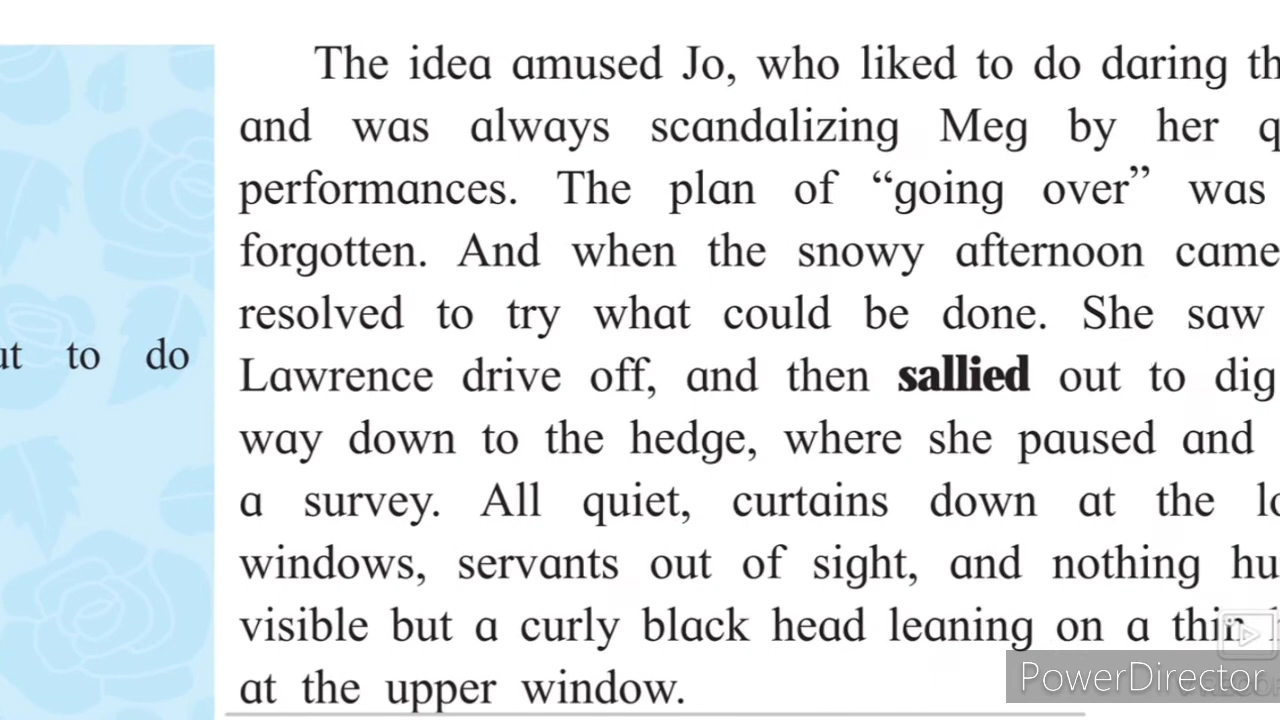 The idea amused Jo, who liked to do daring
and was always scandalizing Meg by her
performances. The plan of “going over” was
forgotten. And when the snowy afternoon came
resolved to try what could be done. She saw
to do
Lawrence drive off, and then sallied out to dig
way down to the hedge, where she paused and
a survey. All quiet, curtains down at the
windows, servants out of sight, and nothing
visible but a curly black head leaning on a thin
at the upper window.
PowerDirector